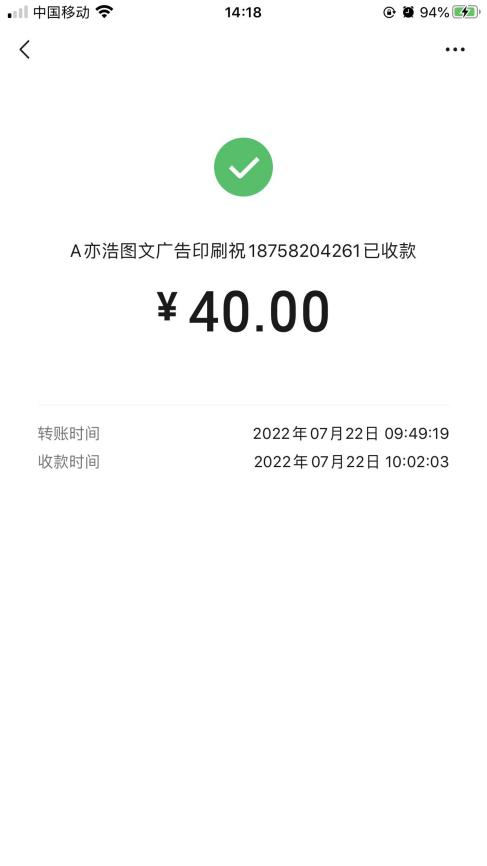 中国移动 14:18 94%
A亦浩图文广告印刷祝18758204261已收款
¥40.00
转账时间 2022年07月22日 09:49:19
收款时间 2022年07月22日 10:02:03